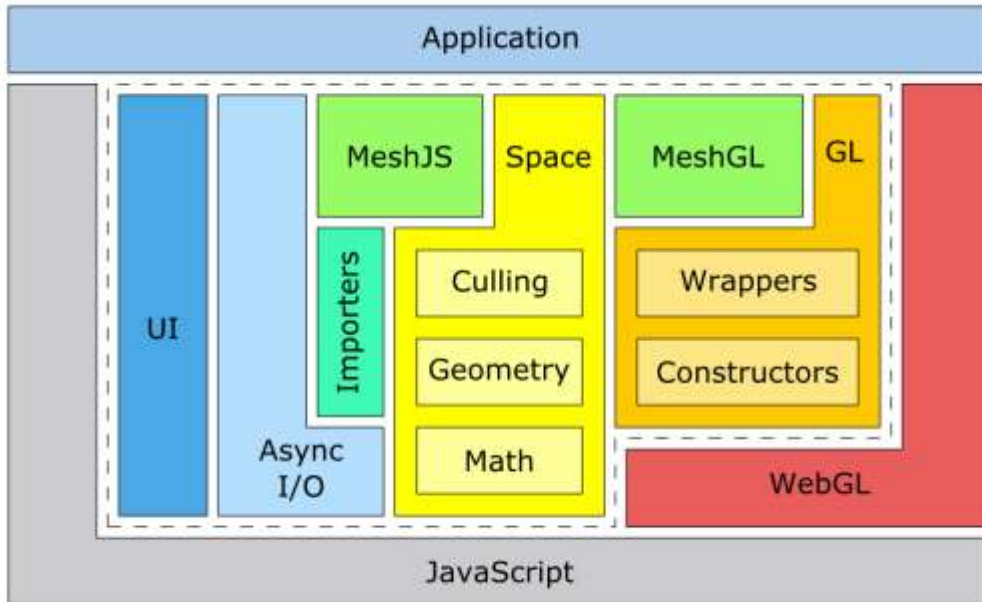 Application
MeshJS
Space
MeshGL
GL
Culling
Wrappers
UI
Importers
Geometry
Constructors
Async
I/O
Math
WebGL
JavaScript